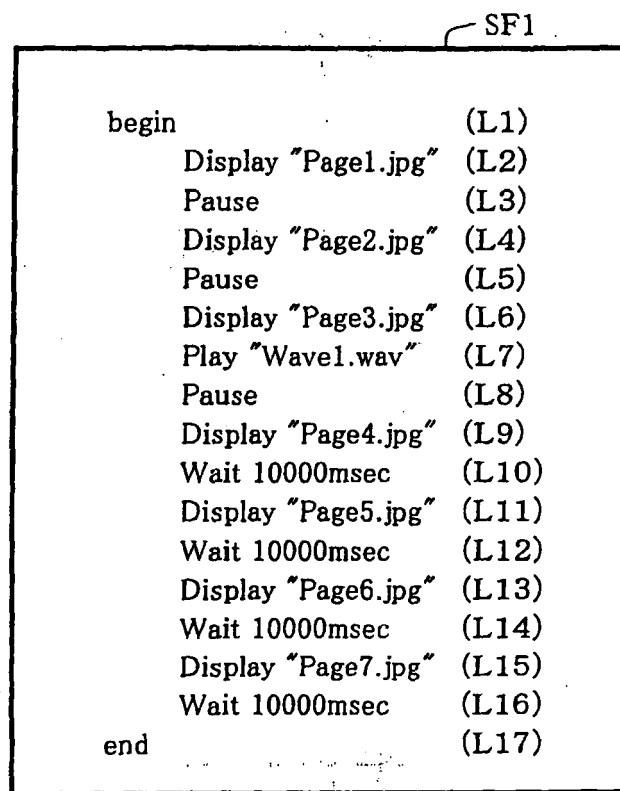 SF1
begin (L1)
Display "Page1.jpg" (L2)
Pause (L3)
Display "Page2.jpg" (L4)
Pause (L5)
Display "Page3.jpg" (L6)
Play "Wave1.wav" (L7)
Pause (L8)
Display "Page4.jpg" (L9)
Wait 10000msec (L10)
Display "Page5.jpg" (L11)
Wait 10000msec (L12)
Display "Page6.jpg" (L13)
Wait 10000msec (L14)
Display "Page7.jpg" (L15)
Wait 10000msec (L16)
end (L17)